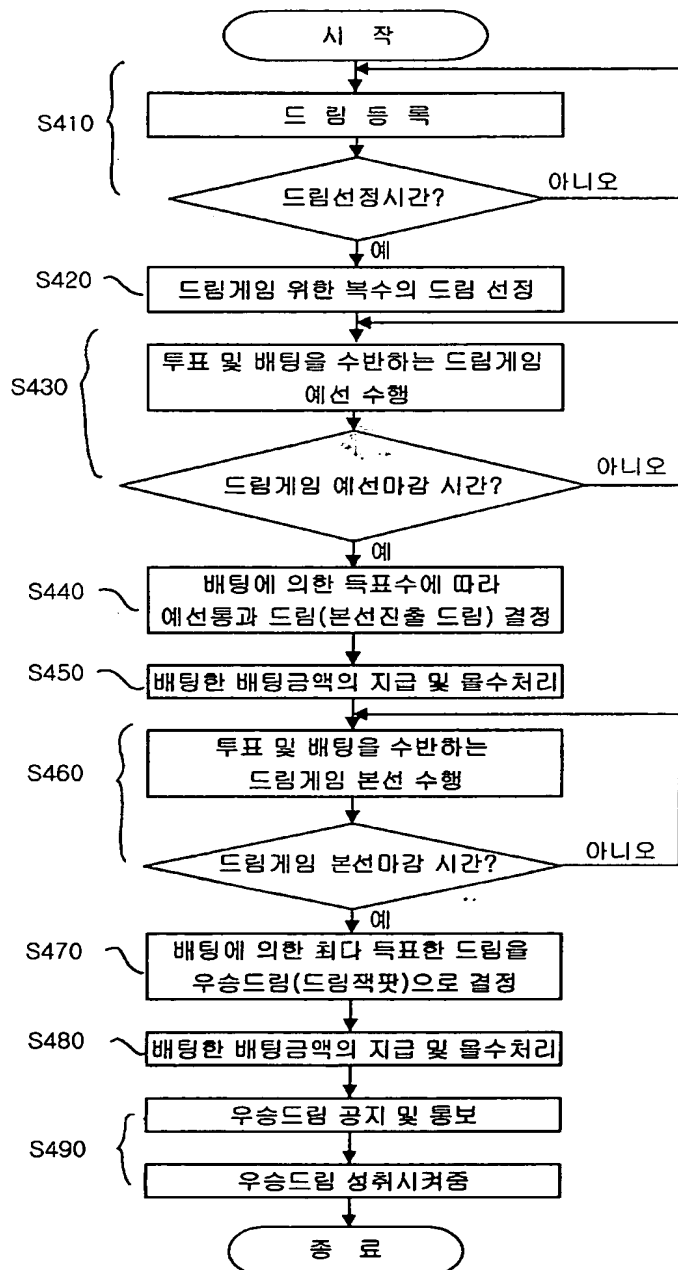 시 작
S410
드 림 등 록
드림선정시간?
아니오
예
S420
드림게임 위한 복수의 드림 선정
S430
투표 및 배팅을 수반하는 드림게임
예선 수행
드림게임 예선마감 시간?
아니오
예
S440
배팅에 의한 득표수에 따라
예선통과 드림(본선진출 드림) 결정
S450
배팅한 배팅금액의 지급 및 몰수처리
S460
투표 및 배팅을 수반하는
드림게임 본선 수행
드림게임 본선마감 시간?
아니오
예
S470
배팅에 의한 최다 득표한 드림을
우승드림(드림잭팟)으로 결정
S480
배팅한 배팅금액의 지급 및 몰수처리
S490
우승드림 공지 및 통보
우승드림 성취시켜줌
종 료